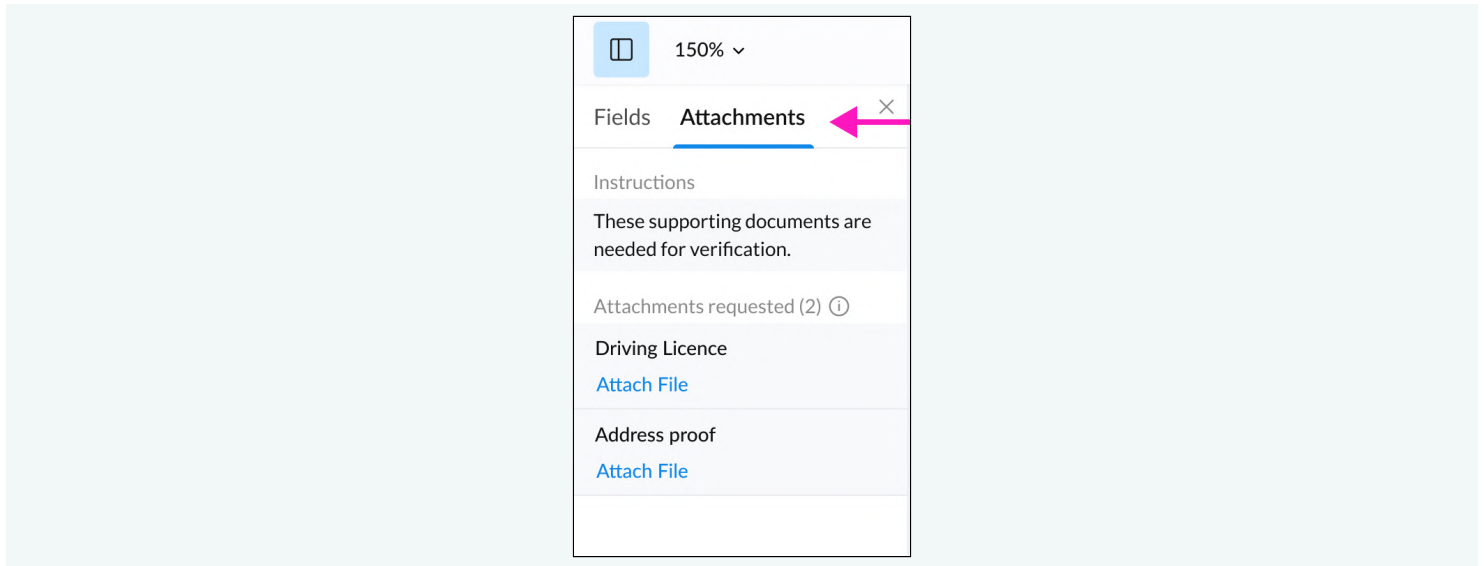 150%
Fields Attachments
Instructions
These supporting documents are
needed for verification.
Attachments requested (2)
Driving Licence
Attach File
Address proof
Attach File